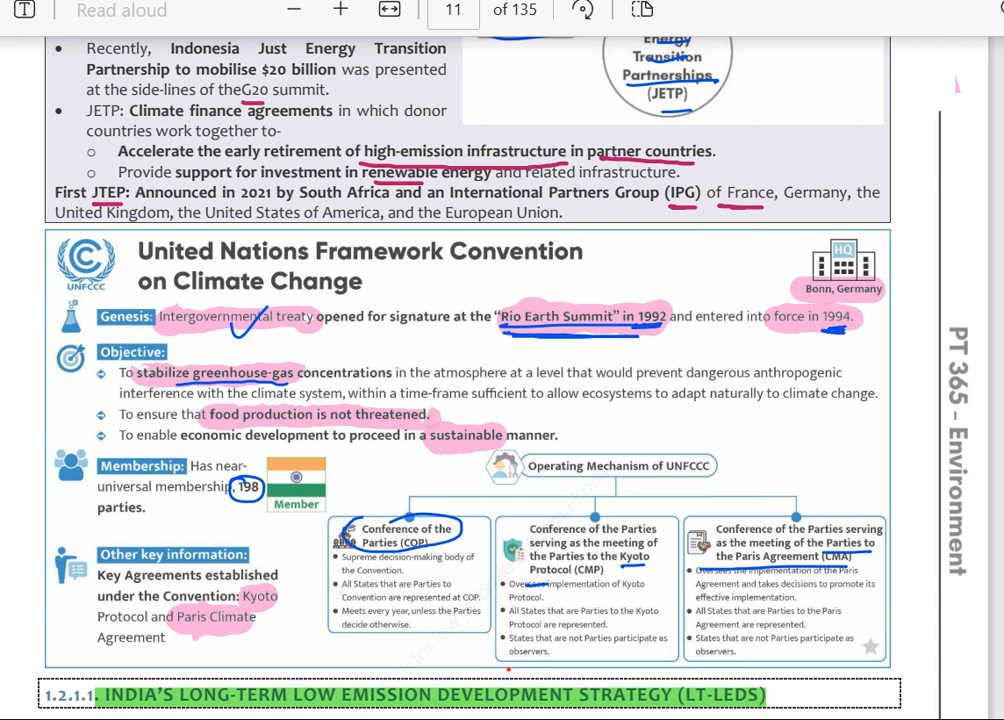 Read aloud
11
of 135
• Recently, Indonesia Just Energy Transition
Partnership to mobilise $20 billion was presented
at the side-lines of theG20 summit.
• JETP: Climate finance agreements in which donor
countries work together to-
o Accelerate the early retirement of high-emission infrastructure in partner countries.
o Provide support for investment in renewable energy and related infrastructure.
First JTEP: Announced in 2021 by South Africa and an International Partners Group (IPG) of France, Germany, the
United Kingdom, the United States of America, and the European Union.
Energy
Transition
Partnerships
(JETP)
UNFCCC
United Nations Framework Convention
on Climate Change
HQ
Bonn, Germany
Genesis: Intergovernmental treaty opened for signature at the “Rio Earth Summit” in 1992 and entered into force in 1994.
Objective:
To stabilize greenhouse-gas concentrations in the atmosphere at a level that would prevent dangerous anthropogenic
interference with the climate system, within a time-frame sufficient to allow ecosystems to adapt naturally to climate change.
To ensure that food production is not threatened.
To enable economic development to proceed in a sustainable manner.
Membership: Has near-
universal membership, 198
parties.
Member
Other key information:
Key Agreements established
under the Convention: Kyoto
Protocol and Paris Climate
Agreement
Operating Mechanism of UNFCCC
Conference of the
Parties (COP)
• Supreme decision-making body of
the Convention.
• All States that are Parties to
Convention are represented at COP.
• Meets every year, unless the Parties
decide otherwise.
Conference of the Parties
serving as the meeting of
the Parties to the Kyoto
Protocol (CMP)
• Oversees implementation of Kyoto
Protocol.
• All States that are Parties to the Kyoto
Protocol are represented.
• States that are not Parties participate as
observers.
Conference of the Parties serving
as the meeting of the Parties to
the Paris Agreement (CMA)
• Oversees the implementation of the Paris
Agreement and takes decisions to promote its
effective implementation.
• All States that are Parties to the Paris
Agreement are represented.
• States that are not Parties participate as
observers.
1.2.1.1. INDIA’S LONG-TERM LOW EMISSION DEVELOPMENT STRATEGY (LT-LEDS)
PT 365 - Environment